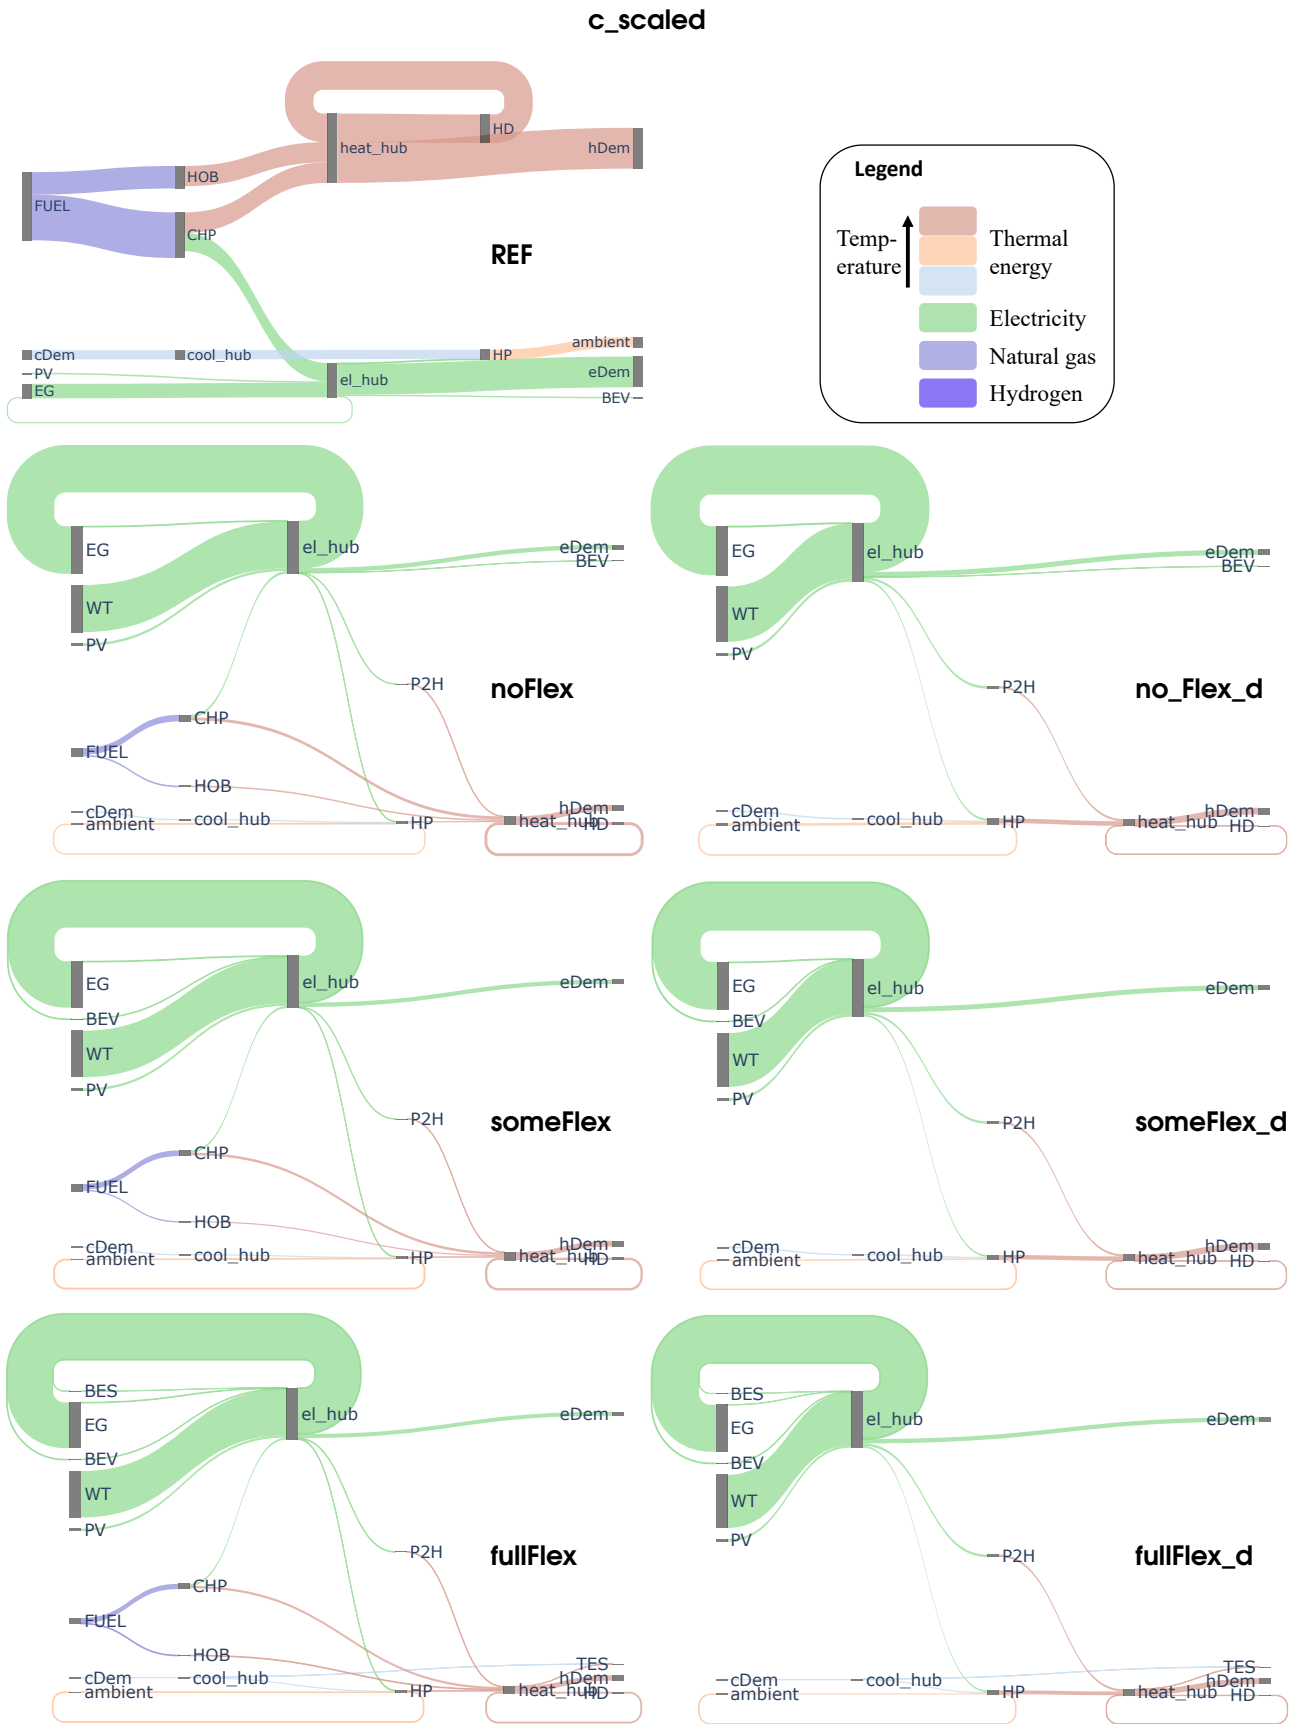 c_scaled
HD
heat_hub
hDem
HOB
FUEL
CHP
REF
ambient
cDem
cool_hub
HP
PV
el_hub
eDem
EG
BEV
Legend
Temp-
erature
Thermal
energy
Electricity
Natural gas
Hydrogen
EG
el_hub
eDem
BEV
WT
PV
P2H
noFlex
CHP
FUEL
HOB
cDem
cool_hub
hDem
ambient
HP
heat_hub
HD
EG
el_hub
eDem
BEV
WT
PV
P2H
no_Flex_d
cDem
cool_hub
hDem
ambient
HP
heat_hub
HD
EG
el_hub
eDem
BEV
WT
PV
P2H
someFlex
CHP
FUEL
HOB
cDem
cool_hub
hDem
ambient
HP
heat_hub
HD
EG
el_hub
eDem
BEV
WT
PV
P2H
someFlex_d
cDem
cool_hub
hDem
ambient
HP
heat_hub
HD
BES
EG
el_hub
eDem
BEV
WT
PV
P2H
fullFlex
CHP
FUEL
HOB
TES
cDem
cool_hub
hDem
ambient
HP
heat_hub
HD
BES
EG
el_hub
eDem
BEV
WT
PV
P2H
fullFlex_d
TES
cDem
cool_hub
hDem
ambient
HP
heat_hub
HD